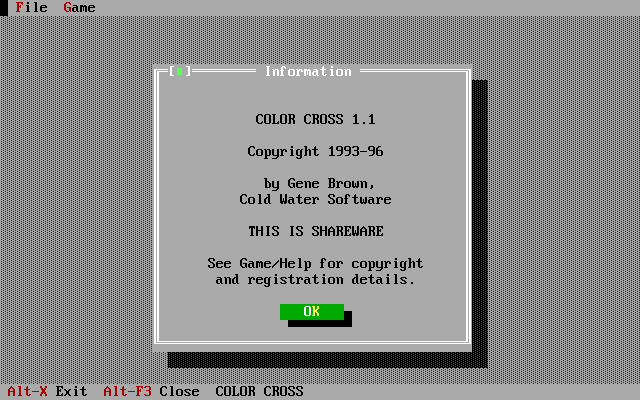 File  Game
[■] Information
COLOR CROSS 1.1
Copyright 1993-96
by Gene Brown,
Cold Water Software
THIS IS SHAREWARE
See Game/Help for copyright
and registration details.
OK
Alt-X Exit  Alt-F3 Close  COLOR CROSS